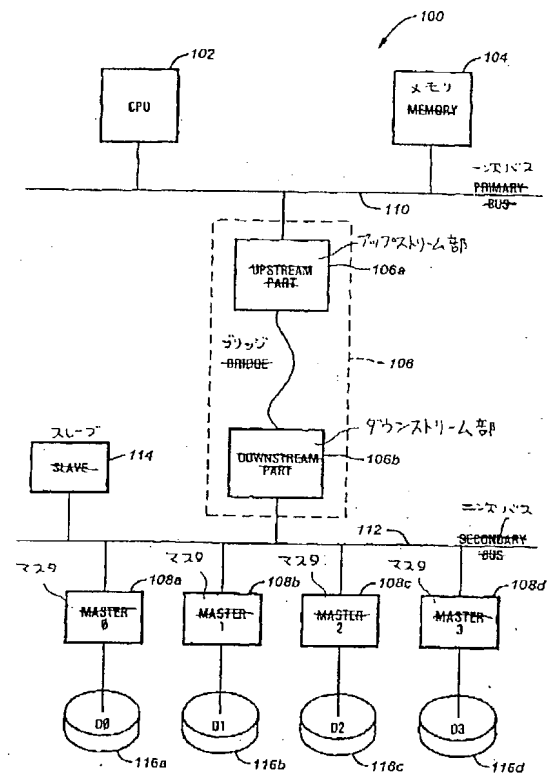 100
102
104
CPU
メモリ
MEMORY
一次バス
PRIMARY
BUS
110
アップストリーム部
UPSTREAM
PART
106a
ブリッジ
BRIDGE
106
ダウンストリーム部
DOWNSTREAM
PART
106b
スレーブ
SLAVE
114
112
二次バス
SECONDARY
BUS
マスタ
108a
MASTER
0
マスタ
108b
MASTER
1
マスタ
108c
MASTER
2
マスタ
108d
MASTER
3
D0
D1
D2
D3
116a
116b
116c
116d